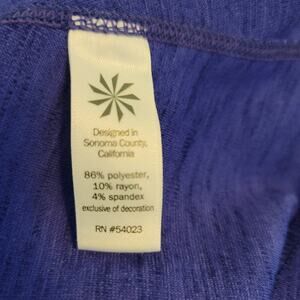 Designed in
Sonoma County,
California
86% polyester,
10% rayon,
4% spandex
exclusive of decoration
RN #54023